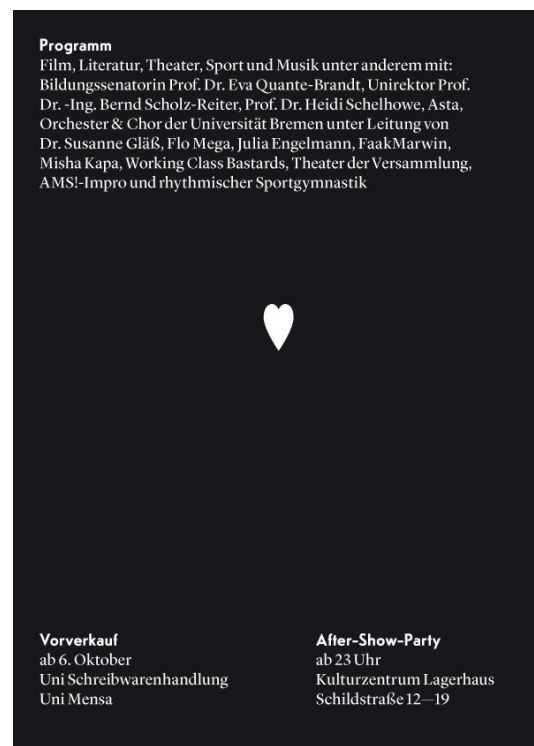 Programm
Film, Literatur, Theater, Sport und Musik unter anderem mit:
Bildungssenatorin Prof. Dr. Eva Quante-Brandt, Unirektor Prof.
Dr. -Ing. Bernd Scholz-Reiter, Prof. Dr. Heidi Schelhowe, Asta,
Orchester & Chor der Universität Bremen unter Leitung von
Dr. Susanne Gläß, Flo Mega, Julia Engelmann, FaakMarwin,
Misha Kapa, Working Class Bastards, Theater der Versammlung,
AMS!-Impro und rhythmischer Sportgymnastik
Vorverkauf
ab 6. Oktober
Uni Schreibwarenhandlung
Uni Mensa
After-Show-Party
ab 23 Uhr
Kulturzentrum Lagerhaus
Schildstraße 12—19